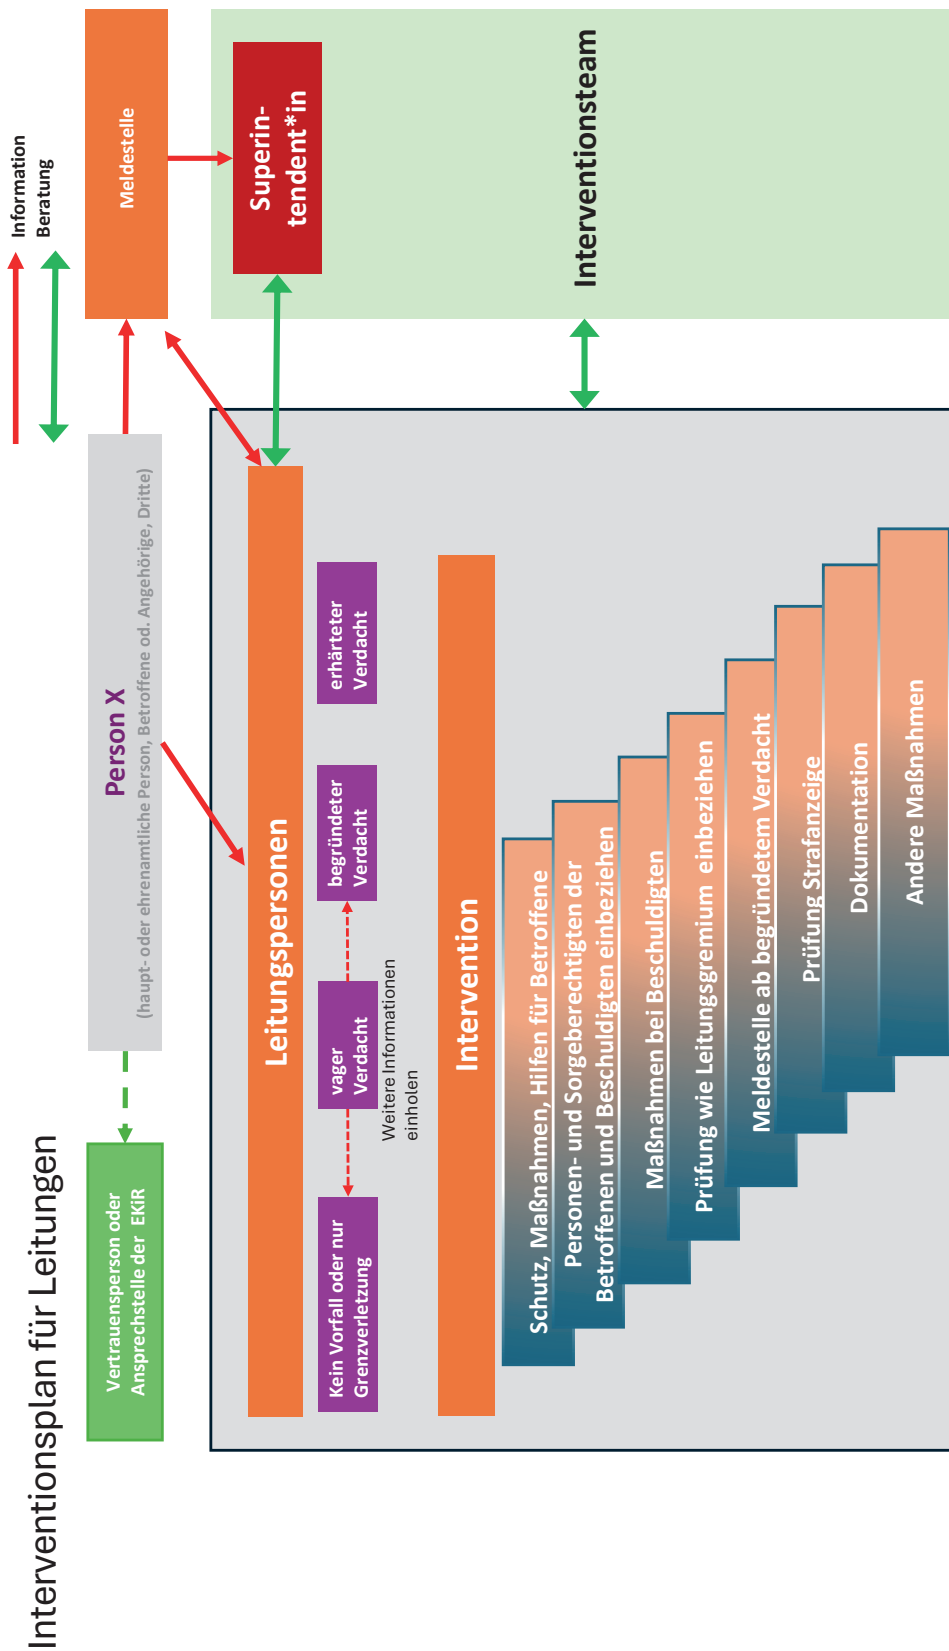 Interventionsplan für Leitungen
Information
Beratung
Vertrauensperson oder
Ansprechstelle der EKiR
Person X
(haupt- oder ehrenamtliche Person, Betroffene od. Angehörige, Dritte)
Meldestelle
Leitungspersonen
Superin-
tendent*in
Kein Vorfall oder nur
Grenzverletzung
vager
Verdacht
begründeter
Verdacht
erhärteter
Verdacht
Weitere Informationen
einholen
Intervention
Interventionsteam
Schutz, Maßnahmen, Hilfen für Betroffene
Personen- und Sorgeberechtigten der
Betroffenen und Beschuldigten einbeziehen
Maßnahmen bei Beschuldigten
Prüfung wie Leitungsgremium einbeziehen
Meldestelle ab begründetem Verdacht
Prüfung Strafanzeige
Dokumentation
Andere Maßnahmen